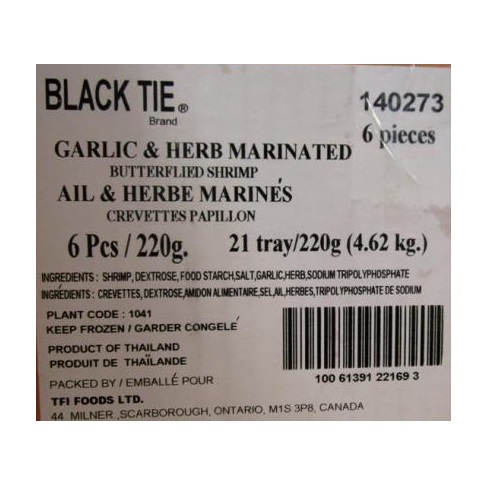 BLACK TIE®
Brand
140273
6 pieces
GARLIC & HERB MARINATED
BUTTERFLIED SHRIMP
AIL & HERBE MARINÉS
CREVETTES PAPILLON
6 Pcs / 220g. 21 tray/220g (4.62 kg.)
INGREDIENTS : SHRIMP, DEXTROSE, FOOD STARCH,SALT,GARLIC,HERB,SODIUM TRIPOLYPHOSPHATE
INGRÉDIENTS : CREVETTES, DEXTROSE,AMIDON ALIMENTAIRE,SEL,AIL,HERBES,TRIPOLYPHOSPHATE DE SODIUM
PLANT CODE : 1041
KEEP FROZEN / GARDER CONGELÉ
PRODUCT OF THAILAND
PRODUIT DE THAÏLANDE
PACKED BY / EMBALLÉ POUR :
TFI FOODS LTD.
44 MILNER.,SCARBOROUGH, ONTARIO, M1S 3P8, CANADA
100 61391 22169 3